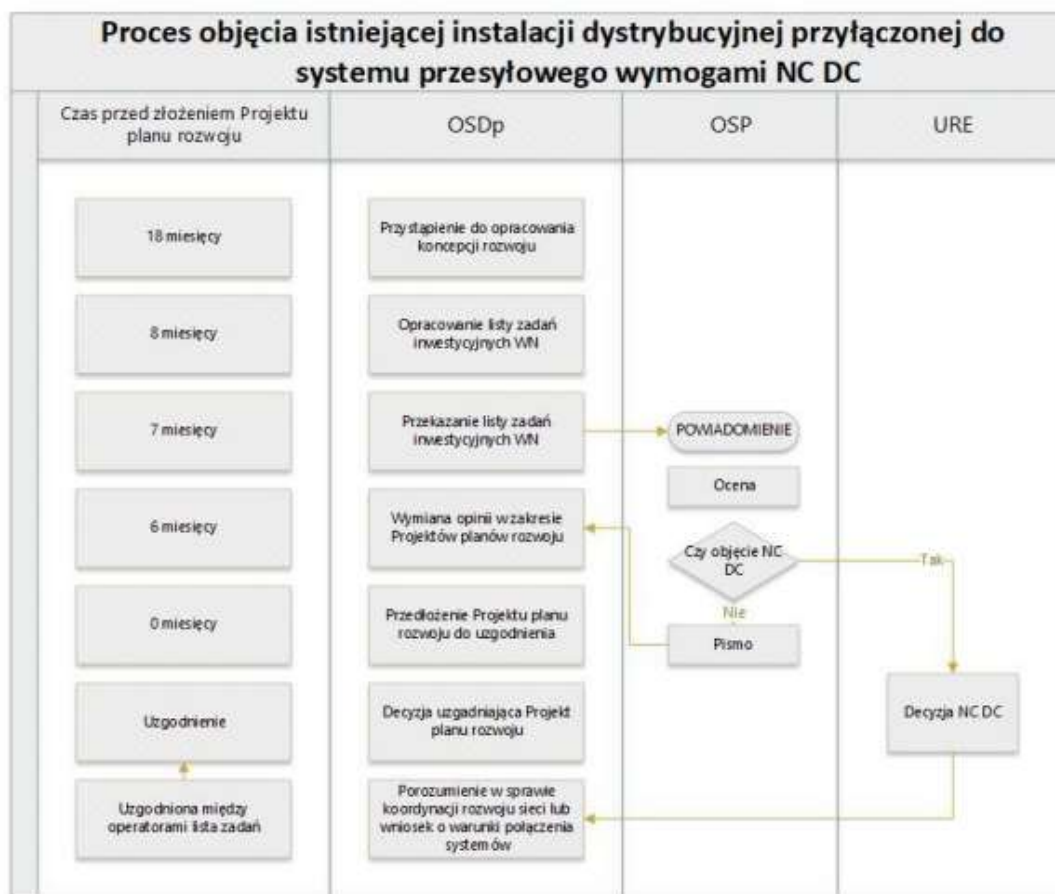 Proces objęcia istniejącej instalacji dystrybucyjnej przyłączonej do
systemu przesyłowego wymogami NC DC
Czas przed złożeniem Projektu
planu rozwoju
OSDp
OSP
URE
18 miesięcy
Przystąpienie do opracowania
koncepcji rozwoju
8 miesięcy
Opracowanie listy zadań
inwestycyjnych WN
7 miesięcy
Przekazanie listy zadań
inwestycyjnych WN
POWIADOMIENIE
Ocena
6 miesięcy
Wymiana opinii w zakresie
Projektów planów rozwoju
Czy objęcie NC
DC
Tak
Nie
0 miesięcy
Przedłożenie Projektu planu
rozwoju do uzgodnienia
Pismo
Uzgodnienie
Decyzja uzgadniająca Projekt
planu rozwoju
Decyzja NC DC
Uzgodniona między
operatorami lista zadań
Porozumienie w sprawie
koordynacji rozwoju sieci lub
wniosek o warunki połączenia
systemów